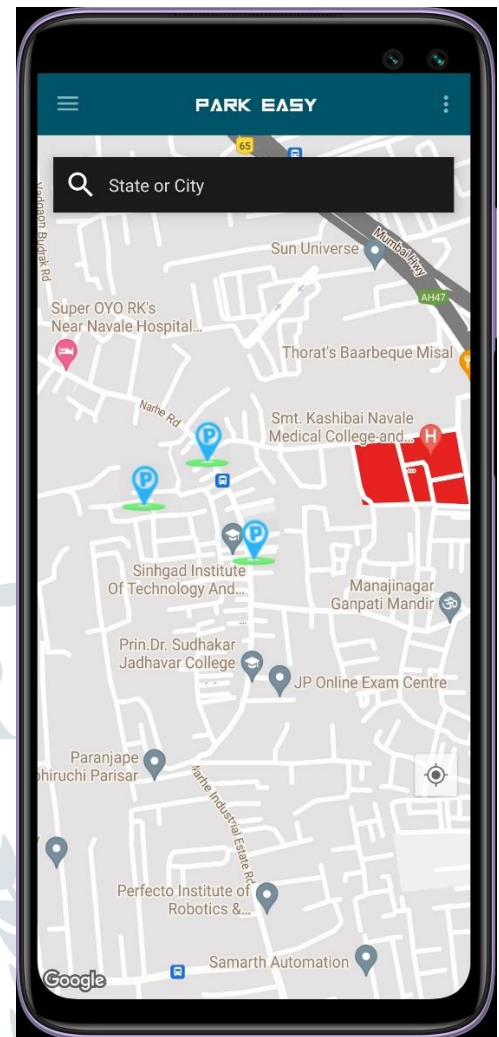 PARK EASY
65
State or City
Mumbai Hwy
Sun Universe
AH47
Super OYO RK's
Near Navale Hospital...
Thorat's Baarbeque Misal
Narhe Rd
Smt. Kashibai Navale
Medical College and...
H
P
P
P
Sinhgad Institute
Of Technology And...
Manajinagar
Ganpati Mandir
ॐ
...
Prin.Dr. Sudhakar
Jadhavar College
JP Online Exam Centre
Paranjape
bhiruchi Parisar
Narhe Industrial Estate Rd
Perfecto Institute of
Robotics &...
Samarth Automation
Google